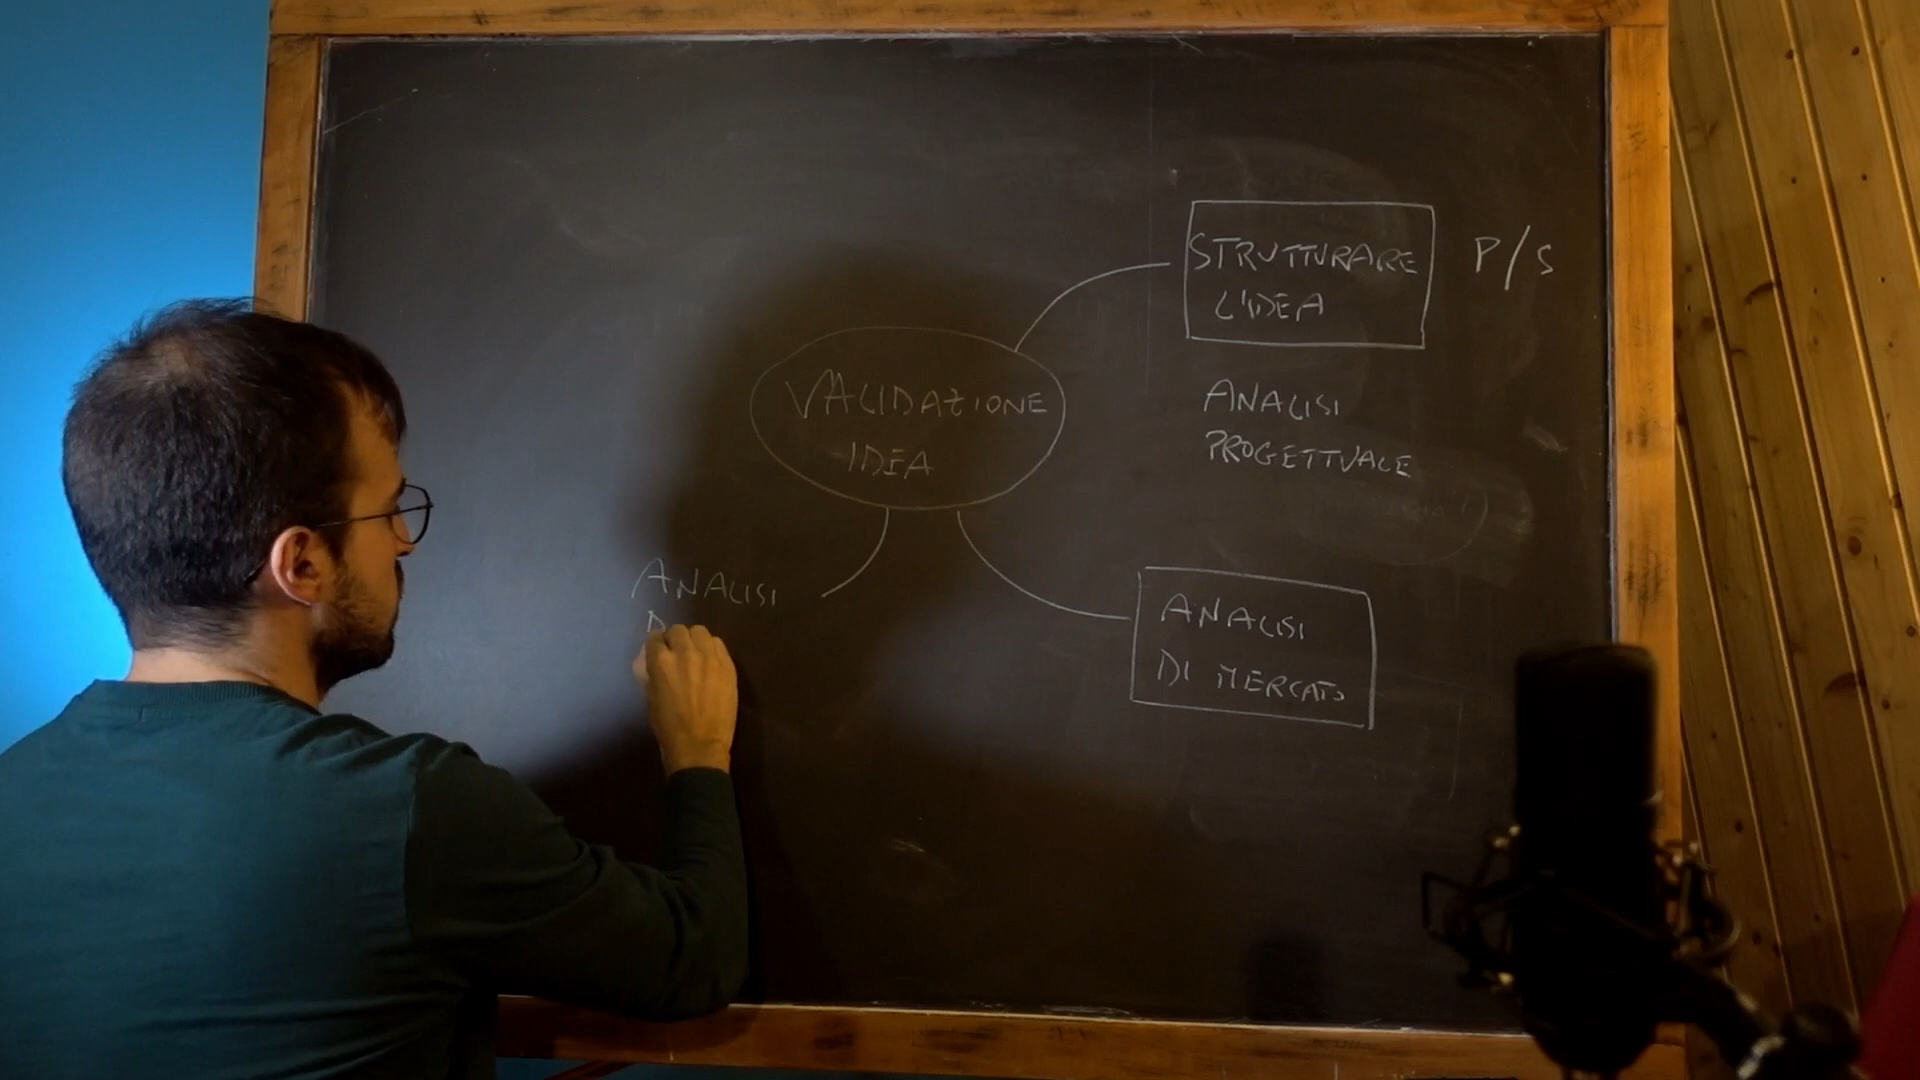 STRUTTURARE P/S
L'IDEA
ANALISI
PROGETTUALE
VALIDAZIONE
IDEA
ANALISI
D
ANALISI
DI MERCATO